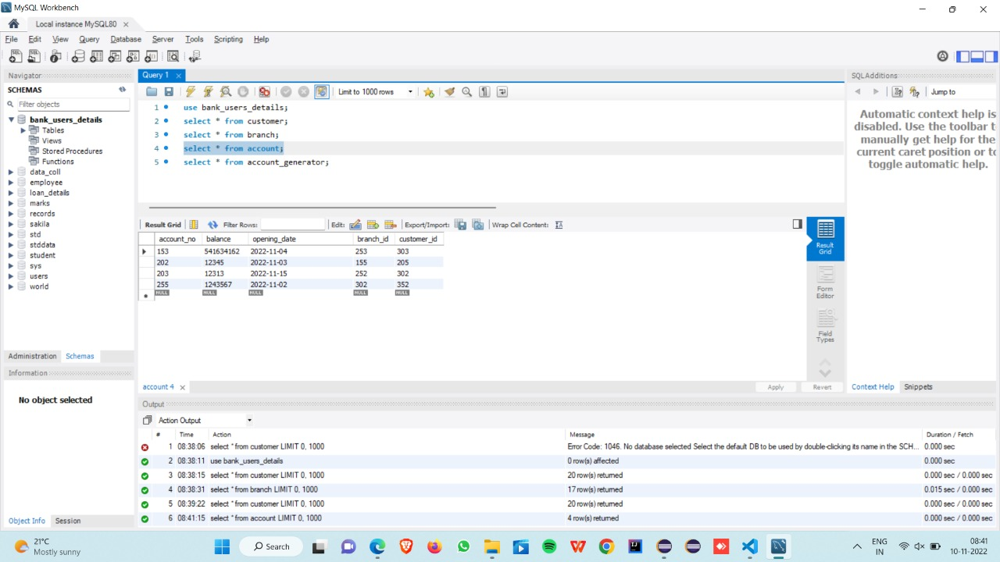 MySQL Workbench
Local instance MySQL80
File Edit View Query Database Server Tools Scripting Help
Navigator
SCHEMAS
Filter objects
bank_users_details
Tables
Views
Stored Procedures
Functions
data_coll
employee
loan_details
marks
records
sakila
std
stddata
student
sys
users
world
Administration Schemas
Information
No object selected
Object Info Session
Query 1
Limit to 1000 rows
1 use bank_users_details;
2 select * from customer;
3 select * from branch;
4 select * from account;
5 select * from account_generator;
Result Grid Filter Rows: Edit: Export/Import: Wrap Cell Content:
account_no balance opening_date branch_id customer_id
153 541634162 2022-11-04 253 303
202 12345 2022-11-03 155 205
203 12313 2022-11-15 252 302
255 1243567 2022-11-02 302 352
NULL NULL NULL NULL NULL
Result
Grid
Form
Editor
Field
Types
account 4 Apply Revert
SQLAdditions
Jump to
Automatic context help is
disabled. Use the toolbar t
manually get help for the
current caret position or to
toggle automatic help.
Context Help Snippets
Output
Action Output
# Time Action Message Duration / Fetch
1 08:38:06 select * from customer LIMIT 0, 1000 Error Code: 1046. No database selected Select the default DB to be used by double-clicking its name in the SCH... 0.000 sec
2 08:38:11 use bank_users_details 0 row(s) affected 0.000 sec
3 08:38:15 select * from customer LIMIT 0, 1000 20 row(s) returned 0.000 sec / 0.000 sec
4 08:38:31 select * from branch LIMIT 0, 1000 17 row(s) returned 0.015 sec / 0.000 sec
5 08:39:22 select * from customer LIMIT 0, 1000 20 row(s) returned 0.000 sec / 0.000 sec
6 08:41:15 select * from account LIMIT 0, 1000 4 row(s) returned 0.000 sec / 0.000 sec
21°C
Mostly sunny
Search
ENG
IN
08:41
10-11-2022